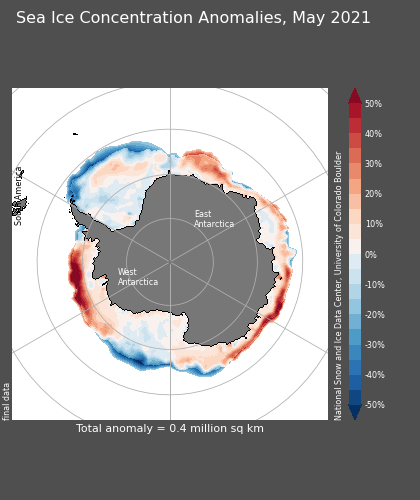 Sea Ice Concentration Anomalies, May 2021
South America
East
Antarctica
West
Antarctica
final data
National Snow and Ice Data Center, University of Colorado Boulder
50%
40%
30%
20%
10%
0%
-10%
-20%
-30%
-40%
-50%
Total anomaly = 0.4 million sq km